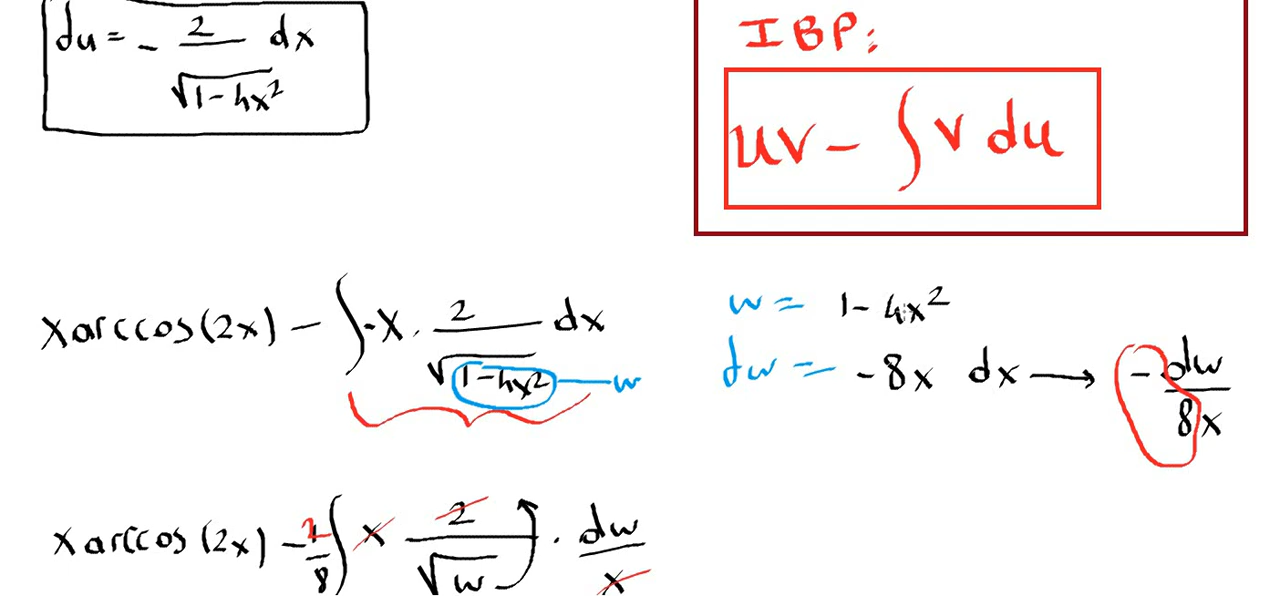 du = - 2/√(1-4x²) dx
IBP:
uv - ∫ v du
x arccos(2x) - ∫ -x · 2/√(1-4x²) dx
w
w = 1-4x²
dw = -8x dx → -dw/8x
x arccos(2x) - 2/8 ∫ x 2/√w · dw/x